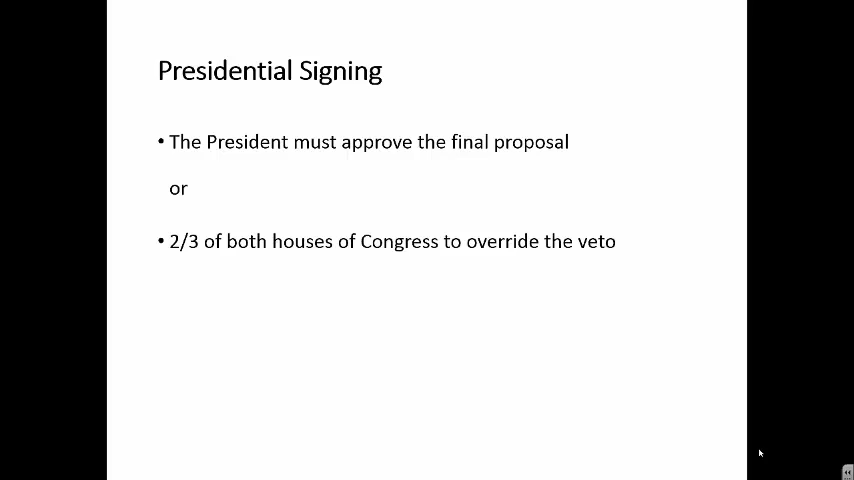 Presidential Signing
• The President must approve the final proposal
or
• 2/3 of both houses of Congress to override the veto